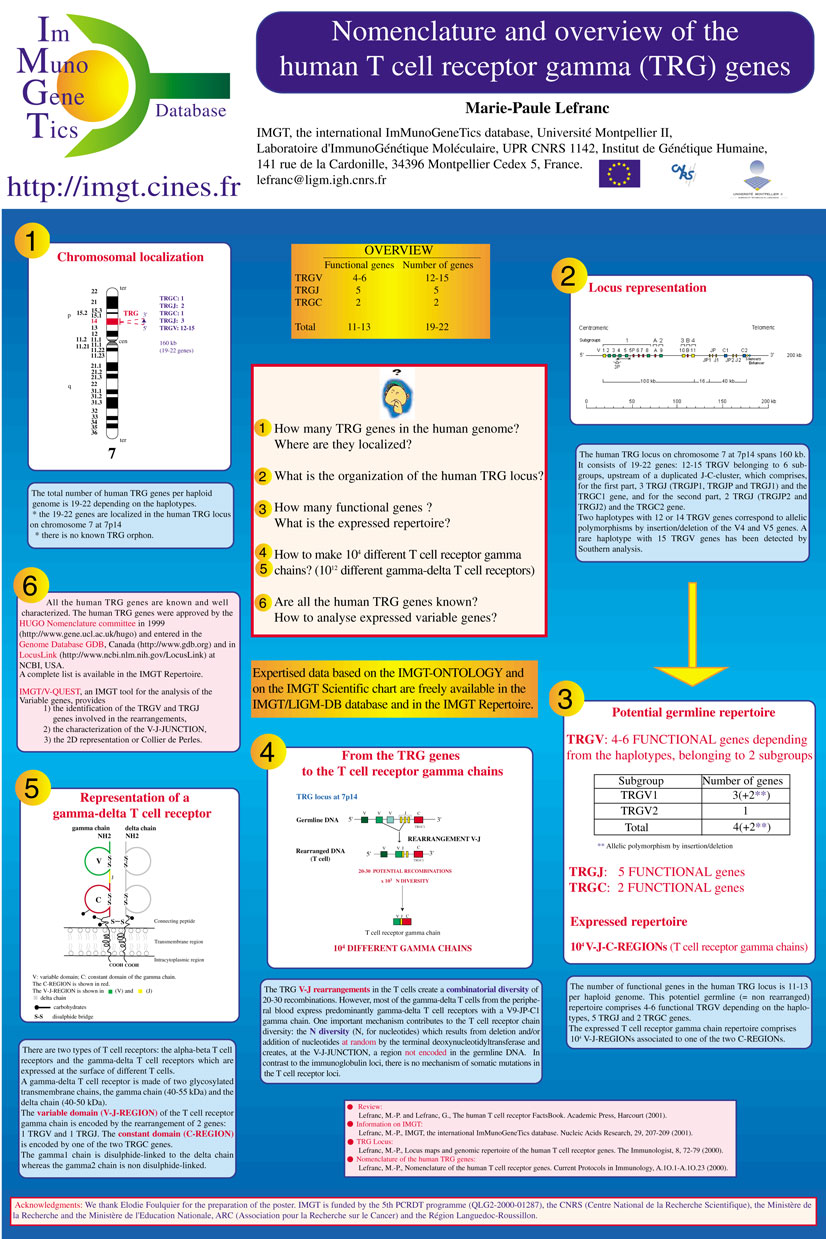 Im
Muno
Gene
Tics
Database
http://imgt.cines.fr
Nomenclature and overview of the
human T cell receptor gamma (TRG) genes
Marie-Paule Lefranc
IMGT, the international ImMunoGeneTics database, Université Montpellier II,
Laboratoire d'ImmunoGénétique Moléculaire, UPR CNRS 1142, Institut de Génétique Humaine,
141 rue de la Cardonille, 34396 Montpellier Cedex 5, France.
lefranc@ligm.igh.cnrs.fr
CNRS
UNIVERSITÉ MONTPELLIER II
1
Chromosomal localization
ter
22
21
15.3
15.2 15.1
14
13
12
11.2 11.1
11.21 11.1
11.22
11.23
21.1
21.2
21.3
22
31.1
31.2
31.3
32
33
34
35
36
p
q
cen
ter
7
TRG
3'
5'
TRGC: 1
TRGJ: 2
TRGC: 1
TRGJ: 3
TRGV: 12-15
160 kb
(19-22 genes)
The total number of human TRG genes per haploid
genome is 19-22 depending on the haplotypes.
* the 19-22 genes are localized in the human TRG locus
on chromosome 7 at 7p14
* there is no known TRG orphon.
OVERVIEW
Functional genes Number of genes
TRGV 4-6 12-15
TRGJ 5 5
TRGC 2 2
Total 11-13 19-22
?
1 How many TRG genes in the human genome?
Where are they localized?
2 What is the organization of the human TRG locus?
3 How many functional genes ?
What is the expressed repertoire?
4 How to make 10⁴ different T cell receptor gamma
5 chains? (10¹² different gamma-delta T cell receptors)
6 Are all the human TRG genes known?
How to analyse expressed variable genes?
Expertised data based on the IMGT-ONTOLOGY and
on the IMGT Scientific chart are freely available in the
IMGT/LIGM-DB database and in the IMGT Repertoire.
2
Locus representation
Centromeric Telomeric
Subgroups 1 A 2 3 B 4
V 1 2 3 4 5 5P 6 7 8 A 9 10 B 11 JP C1 J2 C2
5' 3' 200 kb
JP1 J1 JP2
100 kb 16 40 kb
0 50 100 150 200 kb
The human TRG locus on chromosome 7 at 7p14 spans 160 kb.
It consists of 19-22 genes: 12-15 TRGV belonging to 6 sub-
groups, upstream of a duplicated J-C-cluster, which comprises,
for the first part, 3 TRGJ (TRGJP1, TRGJP and TRGJ1) and the
TRGC1 gene, and for the second part, 2 TRGJ (TRGJP2 and
TRGJ2) and the TRGC2 gene.
Two haplotypes with 12 or 14 TRGV genes correspond to allelic
polymorphisms by insertion/deletion of the V4 and V5 genes. A
rare haplotype with 15 TRGV genes has been detected by
Southern analysis.
6
All the human TRG genes are known and well
characterized. The human TRG genes were approved by the
HUGO Nomenclature committee in 1999
(http://www.gene.ucl.ac.uk/hugo) and entered in the
Genome Database GDB, Canada (http://www.gdb.org) and in
LocusLink (http://www.ncbi.nlm.nih.gov/LocusLink) at
NCBI, USA.
A complete list is available in the IMGT Repertoire.
IMGT/V-QUEST, an IMGT tool for the analysis of the
Variable genes, provides
1) the identification of the TRGV and TRGJ
genes involved in the rearrangements,
2) the characterization of the V-J-JUNCTION,
3) the 2D representation or Collier de Perles.
3
Potential germline repertoire
TRGV: 4-6 FUNCTIONAL genes depending
from the haplotypes, belonging to 2 subgroups
Subgroup Number of genes
TRGV1 3(+2**)
TRGV2 1
Total 4(+2**)
** Allelic polymorphism by insertion/deletion
TRGJ: 5 FUNCTIONAL genes
TRGC: 2 FUNCTIONAL genes
Expressed repertoire
10⁴ V-J-C-REGIONs (T cell receptor gamma chains)
The number of functional genes in the human TRG locus is 11-13
per haploid genome. This potentiel germline (= non rearranged)
repertoire comprises 4-6 functional TRGV depending on the haplo-
types, 5 TRGJ and 2 TRGC genes.
The expressed T cell receptor gamma chain repertoire comprises
10⁴ V-J-REGIONs associated to one of the two C-REGIONs.
4
From the TRG genes
to the T cell receptor gamma chains
TRG locus at 7p14
V V V J C
Germline DNA 5' 3'
TRGC1
REARRANGEMENT V-J
V V J C
Rearranged DNA 5' 3'
(T cell)
TRGC1
20-30 POTENTIAL RECOMBINATIONS
x 10³ N DIVERSITY
V J C
T cell receptor gamma chain
10⁴ DIFFERENT GAMMA CHAINS
The TRG V-J rearrangements in the T cells create a combinatorial diversity of
20-30 recombinations. However, most of the gamma-delta T cells from the periphe-
ral blood express predominantly gamma-delta T cell receptors with a V9-JP-C1
gamma chain. One important mechanism contributes to the T cell receptor chain
diversity: the N diversity (N, for nucleotides) which results from deletion and/or
addition of nucleotides at random by the terminal deoxynucleotidyltransferase and
creates, at the V-J-JUNCTION, a region not encoded in the germline DNA. In
contrast to the immunoglobulin loci, there is no mechanism of somatic mutations in
the T cell receptor loci.
5
Representation of a
gamma-delta T cell receptor
gamma chain delta chain
NH2 NH2
V
J
C
S S
Connecting peptide
Transmembrane region
Intracytoplasmic region
COOH COOH
V: variable domain; C: constant domain of the gamma chain.
The C-REGION is shown in red.
The V-J-REGION is shown in (V) and (J)
delta chain
carbohydrates
S-S disulphide bridge
There are two types of T cell receptors: the alpha-beta T cell
receptors and the gamma-delta T cell receptors which are
expressed at the surface of different T cells.
A gamma-delta T cell receptor is made of two glycosylated
transmembrane chains, the gamma chain (40-55 kDa) and the
delta chain (40-50 kDa).
The variable domain (V-J-REGION) of the T cell receptor
gamma chain is encoded by the rearrangement of 2 genes:
1 TRGV and 1 TRGJ. The constant domain (C-REGION)
is encoded by one of the two TRGC genes.
The gamma1 chain is disulphide-linked to the delta chain
whereas the gamma2 chain is non disulphide-linked.
Review:
Lefranc, M.-P. and Lefranc, G., The human T cell receptor FactsBook. Academic Press, Harcourt (2001).
Information on IMGT:
Lefranc, M.-P., IMGT, the international ImMunoGeneTics database. Nucleic Acids Research, 29, 207-209 (2001).
TRG Locus:
Lefranc, M.-P., Locus maps and genomic repertoire of the human T cell receptor genes. The Immunologist, 8, 72-79 (2000).
Nomenclature of the human TRG genes:
Lefranc, M.-P., Nomenclature of the human T cell receptor genes. Current Protocols in Immunology, A.1O.1-A.1O.23 (2000).
Acknowledgments: We thank Elodie Foulquier for the preparation of the poster. IMGT is funded by the 5th PCRDT programme (QLG2-2000-01287), the CNRS (Centre National de la Recherche Scientifique), the Ministère de
la Recherche and the Ministère de l'Education Nationale, ARC (Association pour la Recherche sur le Cancer) and the Région Languedoc-Roussillon.